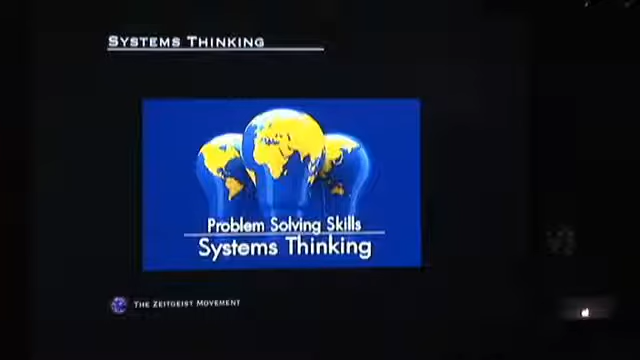 Systems Thinking
Problem Solving Skills
Systems Thinking
The Zeitgeist Movement